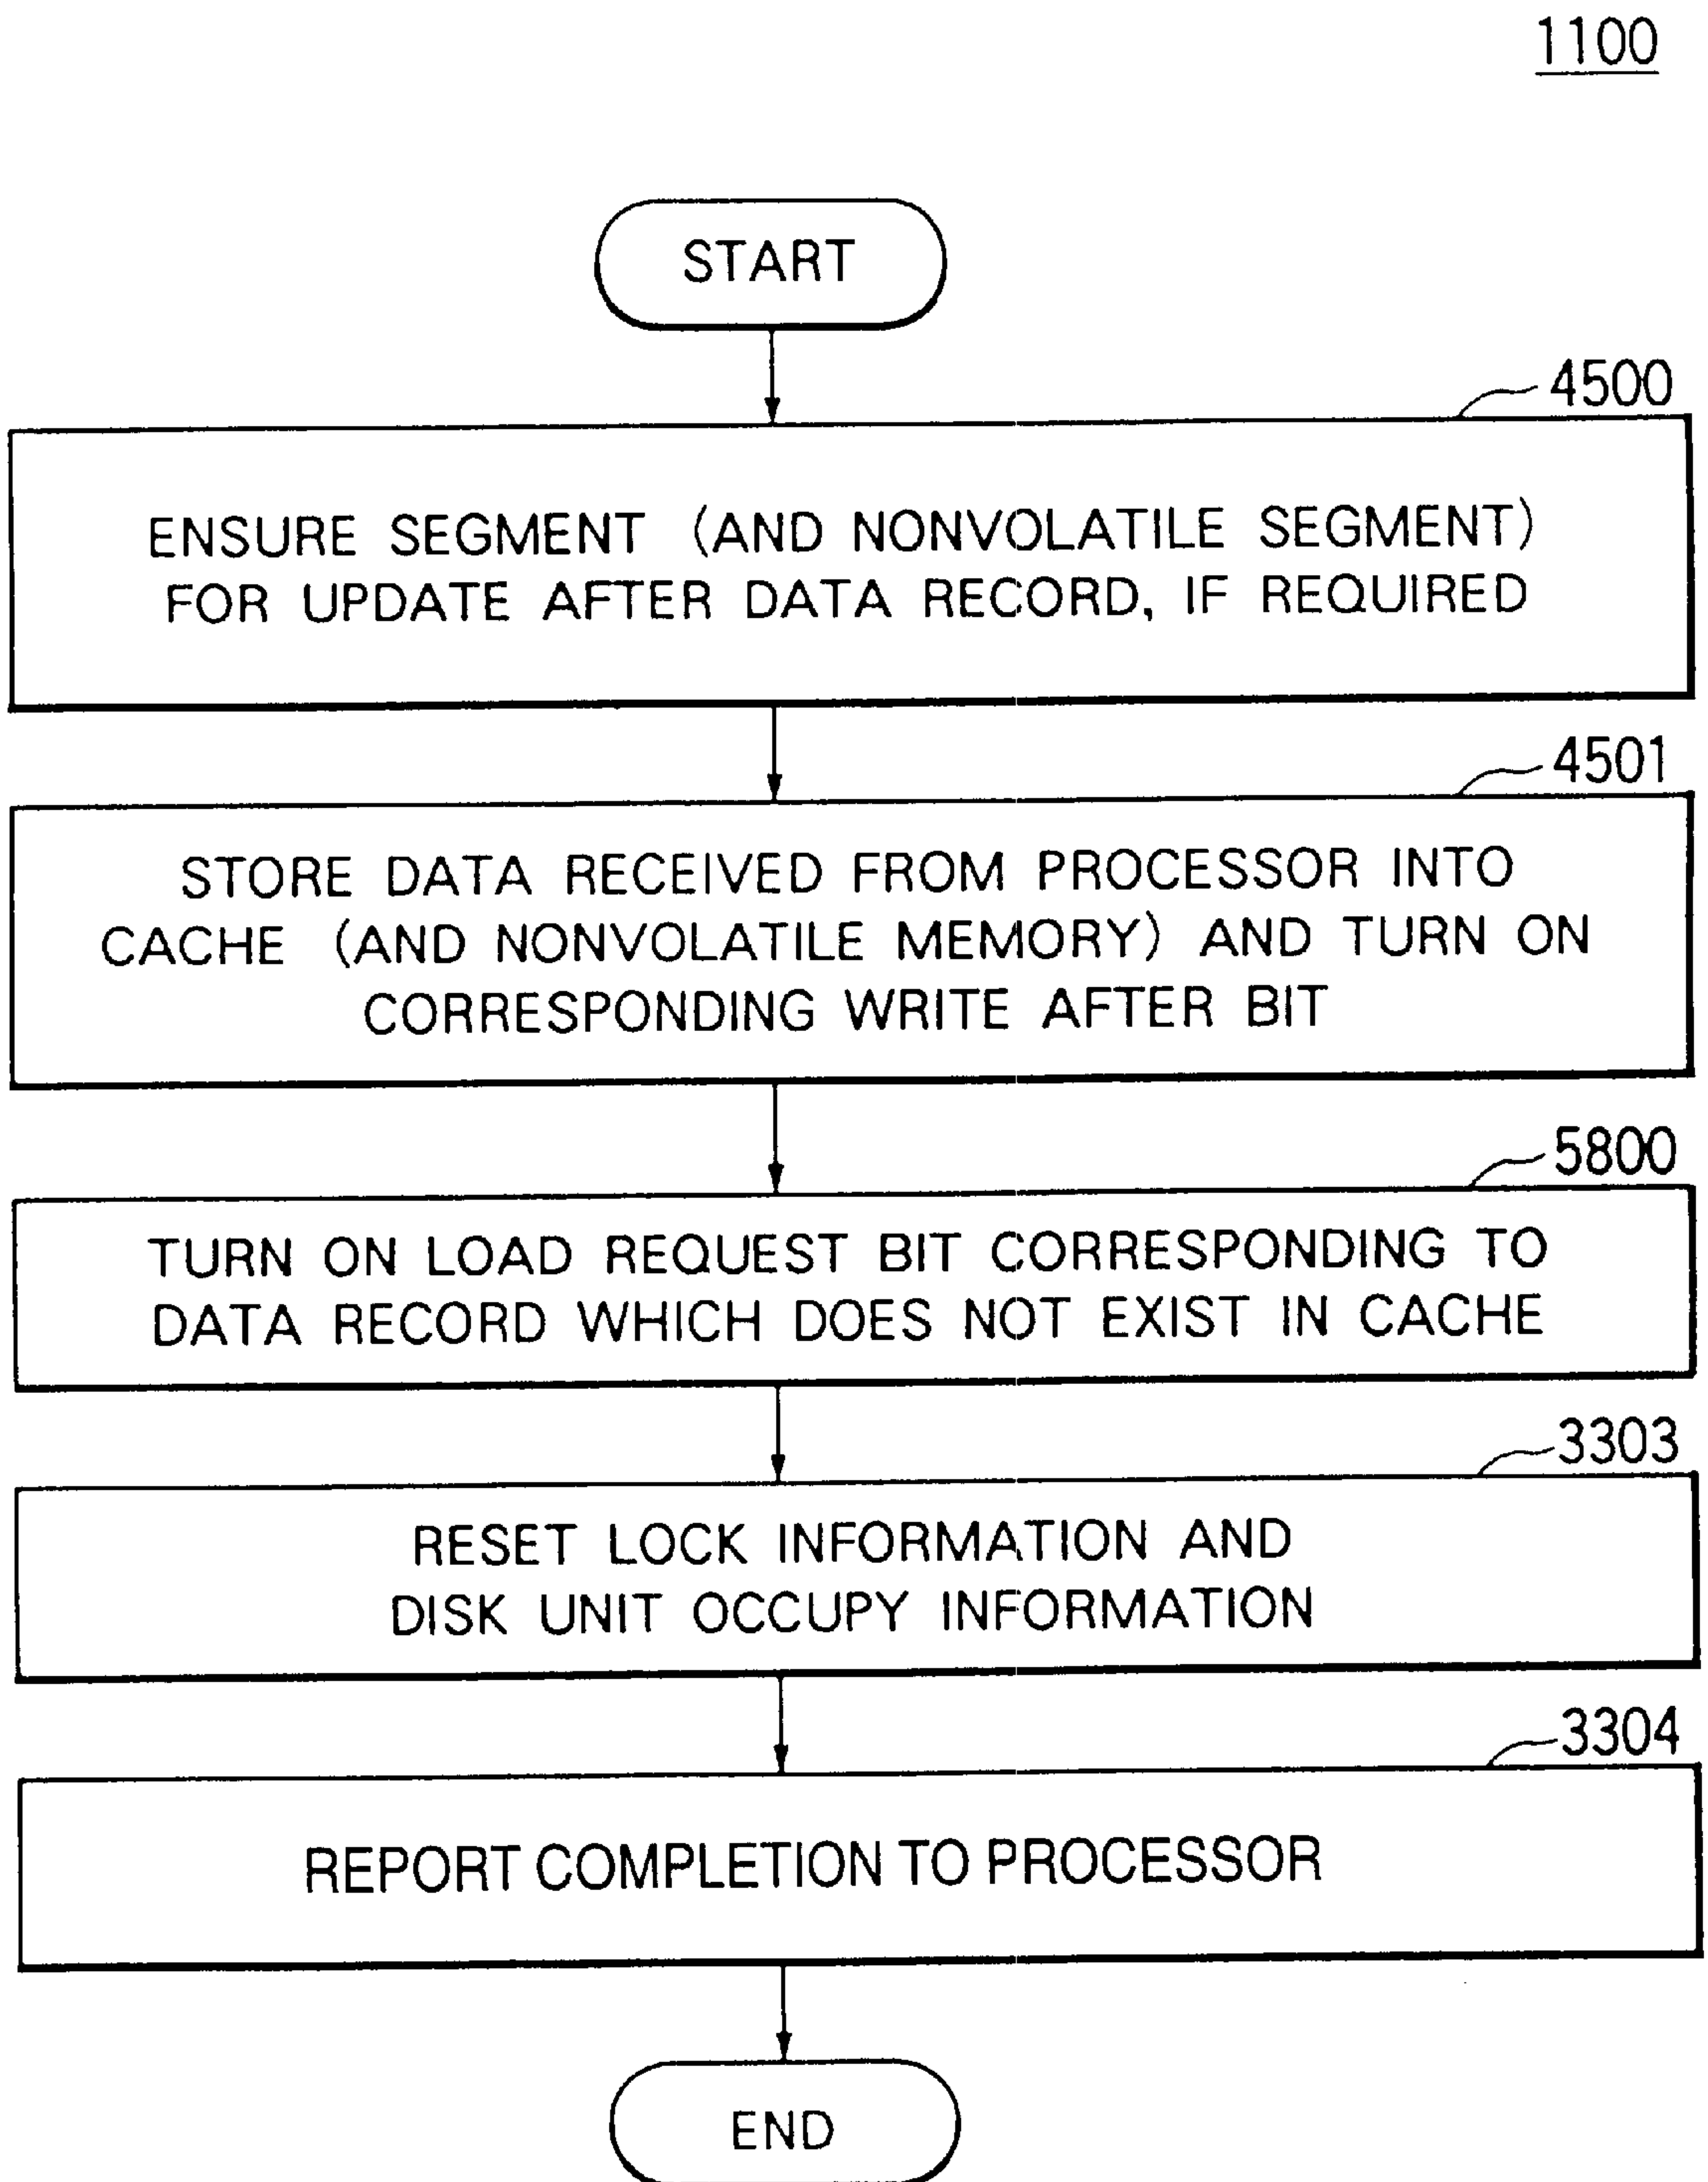 1100
START
4500
ENSURE SEGMENT (AND NONVOLATILE SEGMENT)
FOR UPDATE AFTER DATA RECORD, IF REQUIRED
4501
STORE DATA RECEIVED FROM PROCESSOR INTO
CACHE (AND NONVOLATILE MEMORY) AND TURN ON
CORRESPONDING WRITE AFTER BIT
5800
TURN ON LOAD REQUEST BIT CORRESPONDING TO
DATA RECORD WHICH DOES NOT EXIST IN CACHE
3303
RESET LOCK INFORMATION AND
DISK UNIT OCCUPY INFORMATION
3304
REPORT COMPLETION TO PROCESSOR
END